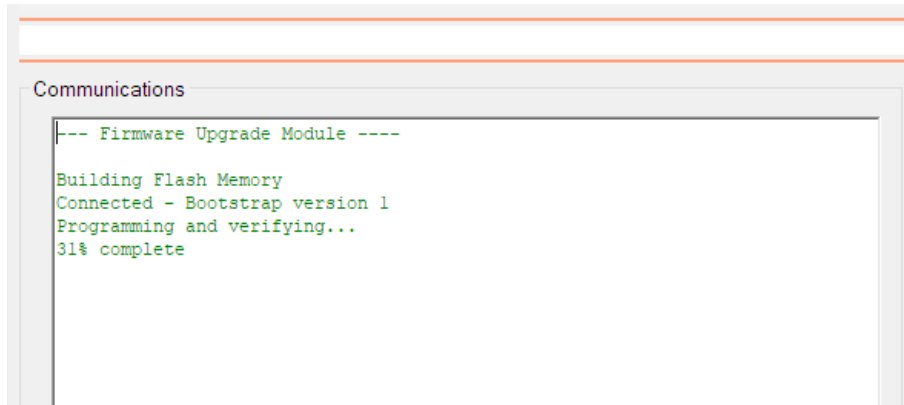 Communications
--- Firmware Upgrade Module ----
Building Flash Memory
Connected - Bootstrap version 1
Programming and verifying...
31% complete